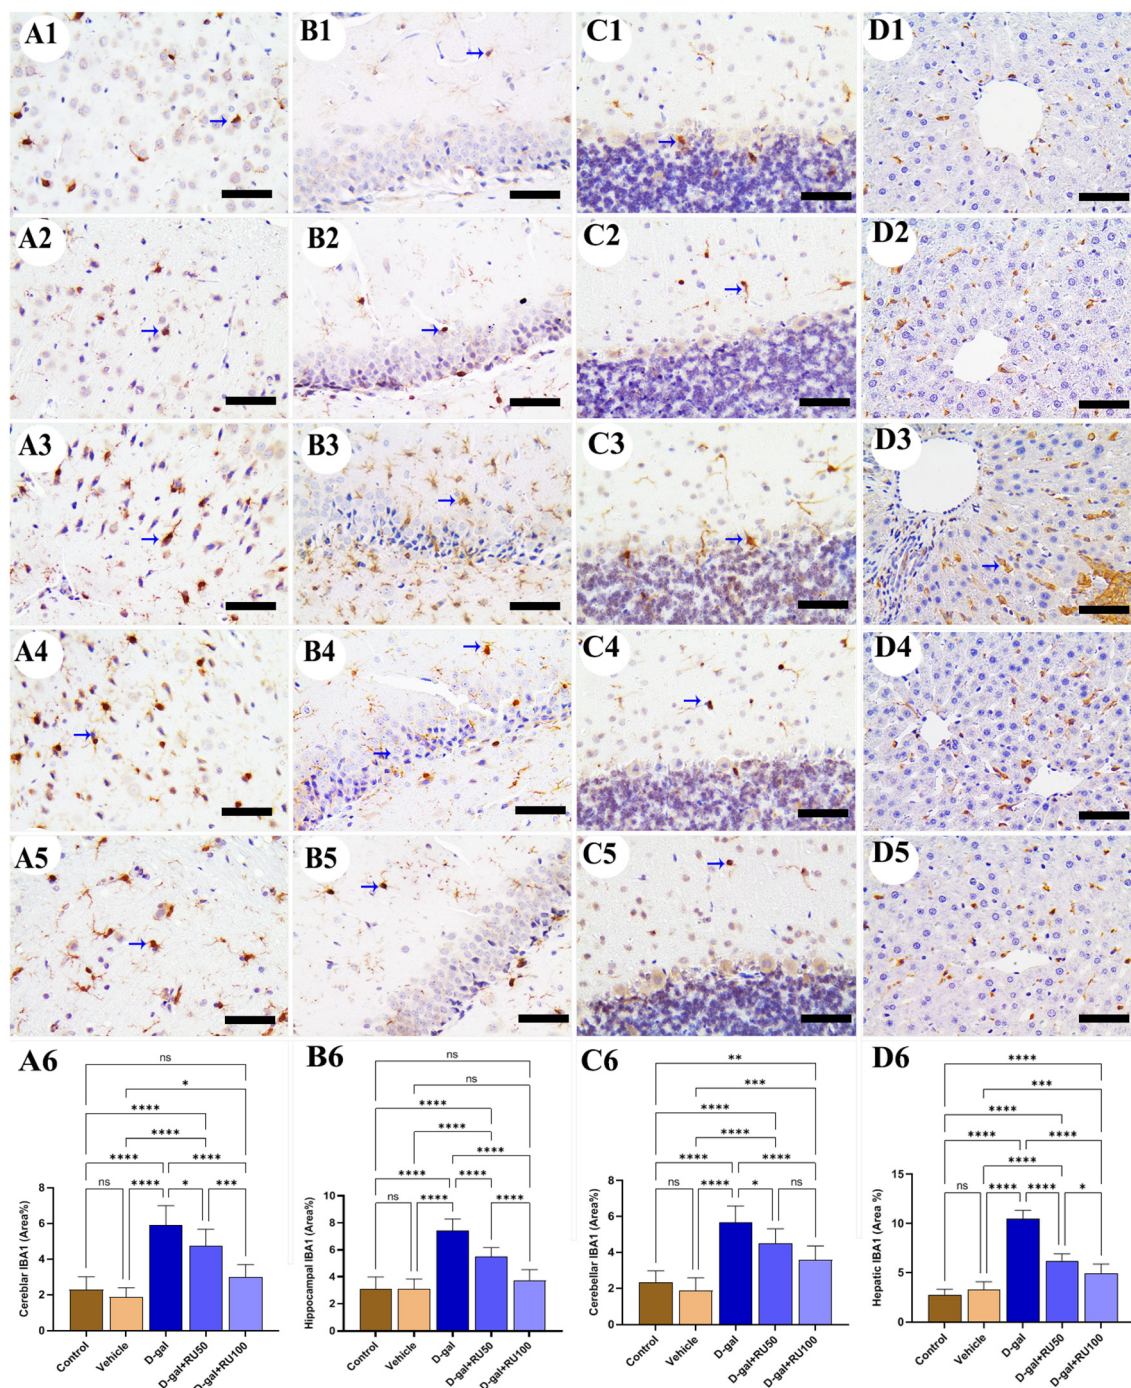 A1
B1
C1
D1
A2
B2
C2
D2
A3
B3
C3
D3
A4
B4
C4
D4
A5
B5
C5
D5
A6
ns
*
****
****
**** ****
ns **** * ***
Cereblar IBA1 (Area%)
8
6
4
2
0
Control
Vehicle
D-gal
D-gal+RU50
D-gal+RU100
B6
ns
ns
****
****
****
**** ****
ns **** ****
Hippocampal IBA1 (Area%)
10
8
6
4
2
0
Control
Vehicle
D-gal
D-gal+RU50
D-gal+RU100
C6
**
***
****
****
**** ****
ns **** * ns
Cerebellar IBA1 (Area%)
8
6
4
2
0
Control
Vehicle
D-gal
D-gal+RU50
D-gal+RU100
D6
****
***
****
**** ****
****
ns **** **** *
Hepatic IBA1 (Area %)
15
10
5
0
Control
Vehicle
D-gal
D-gal+RU50
D-gal+RU100